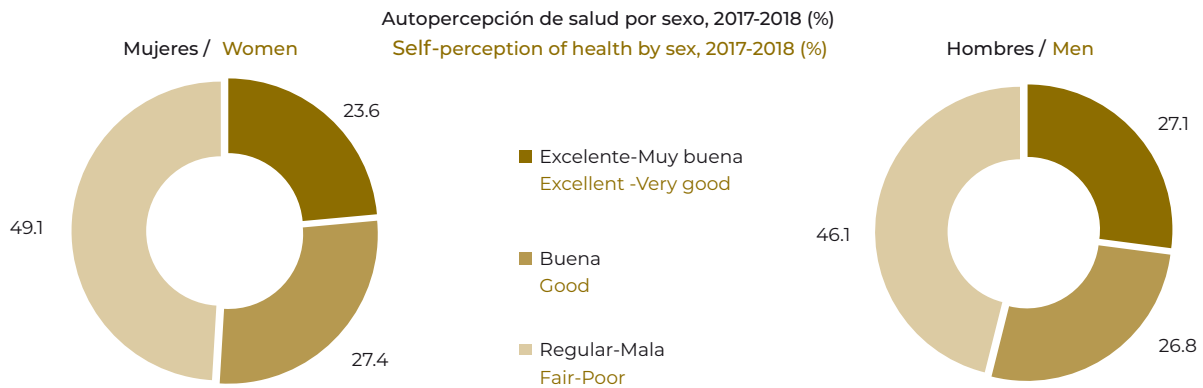 Autopercepción de salud por sexo, 2017-2018 (%)
Self-perception of health by sex, 2017-2018 (%)
Mujeres / Women
23.6
27.4
49.1
Excelente-Muy buena
Excellent -Very good
Buena
Good
Regular-Mala
Fair-Poor
Hombres / Men
27.1
26.8
46.1